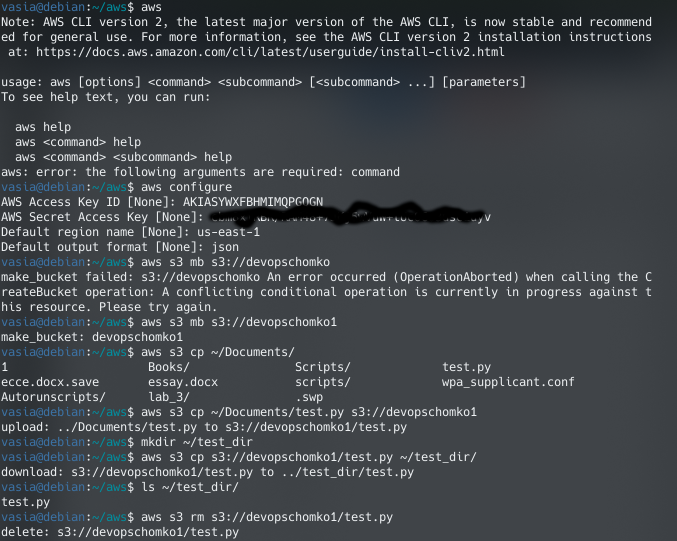 vasia@debian:~/aws$ aws
Note: AWS CLI version 2, the latest major version of the AWS CLI, is now stable and recommend
ed for general use. For more information, see the AWS CLI version 2 installation instructions
 at: https://docs.aws.amazon.com/cli/latest/userguide/install-cliv2.html
usage: aws [options] <command> <subcommand> [<subcommand> ...] [parameters]
To see help text, you can run:
  aws help
  aws <command> help
  aws <command> <subcommand> help
aws: error: the following arguments are required: command
vasia@debian:~/aws$ aws configure
AWS Access Key ID [None]: AKIASYWXFBHMIMQPGOGN
AWS Secret Access Key [None]:
Default region name [None]: us-east-1
Default output format [None]: json
vasia@debian:~/aws$ aws s3 mb s3://devopschomko
make_bucket failed: s3://devopschomko An error occurred (OperationAborted) when calling the C
reateBucket operation: A conflicting conditional operation is currently in progress against t
his resource. Please try again.
vasia@debian:~/aws$ aws s3 mb s3://devopschomko1
make_bucket: devopschomko1
vasia@debian:~/aws$ aws s3 cp ~/Documents/
1                   Books/              Scripts/            test.py
ecce.docx.save      essay.docx          scripts/            wpa_supplicant.conf
Autorunscripts/     lab_3/              .swp
vasia@debian:~/aws$ aws s3 cp ~/Documents/test.py s3://devopschomko1
upload: ../Documents/test.py to s3://devopschomko1/test.py
vasia@debian:~/aws$ mkdir ~/test_dir
vasia@debian:~/aws$ aws s3 cp s3://devopschomko1/test.py ~/test_dir/
download: s3://devopschomko1/test.py to ../test_dir/test.py
vasia@debian:~/aws$ ls ~/test_dir/
test.py
vasia@debian:~/aws$ aws s3 rm s3://devopschomko1/test.py
delete: s3://devopschomko1/test.py